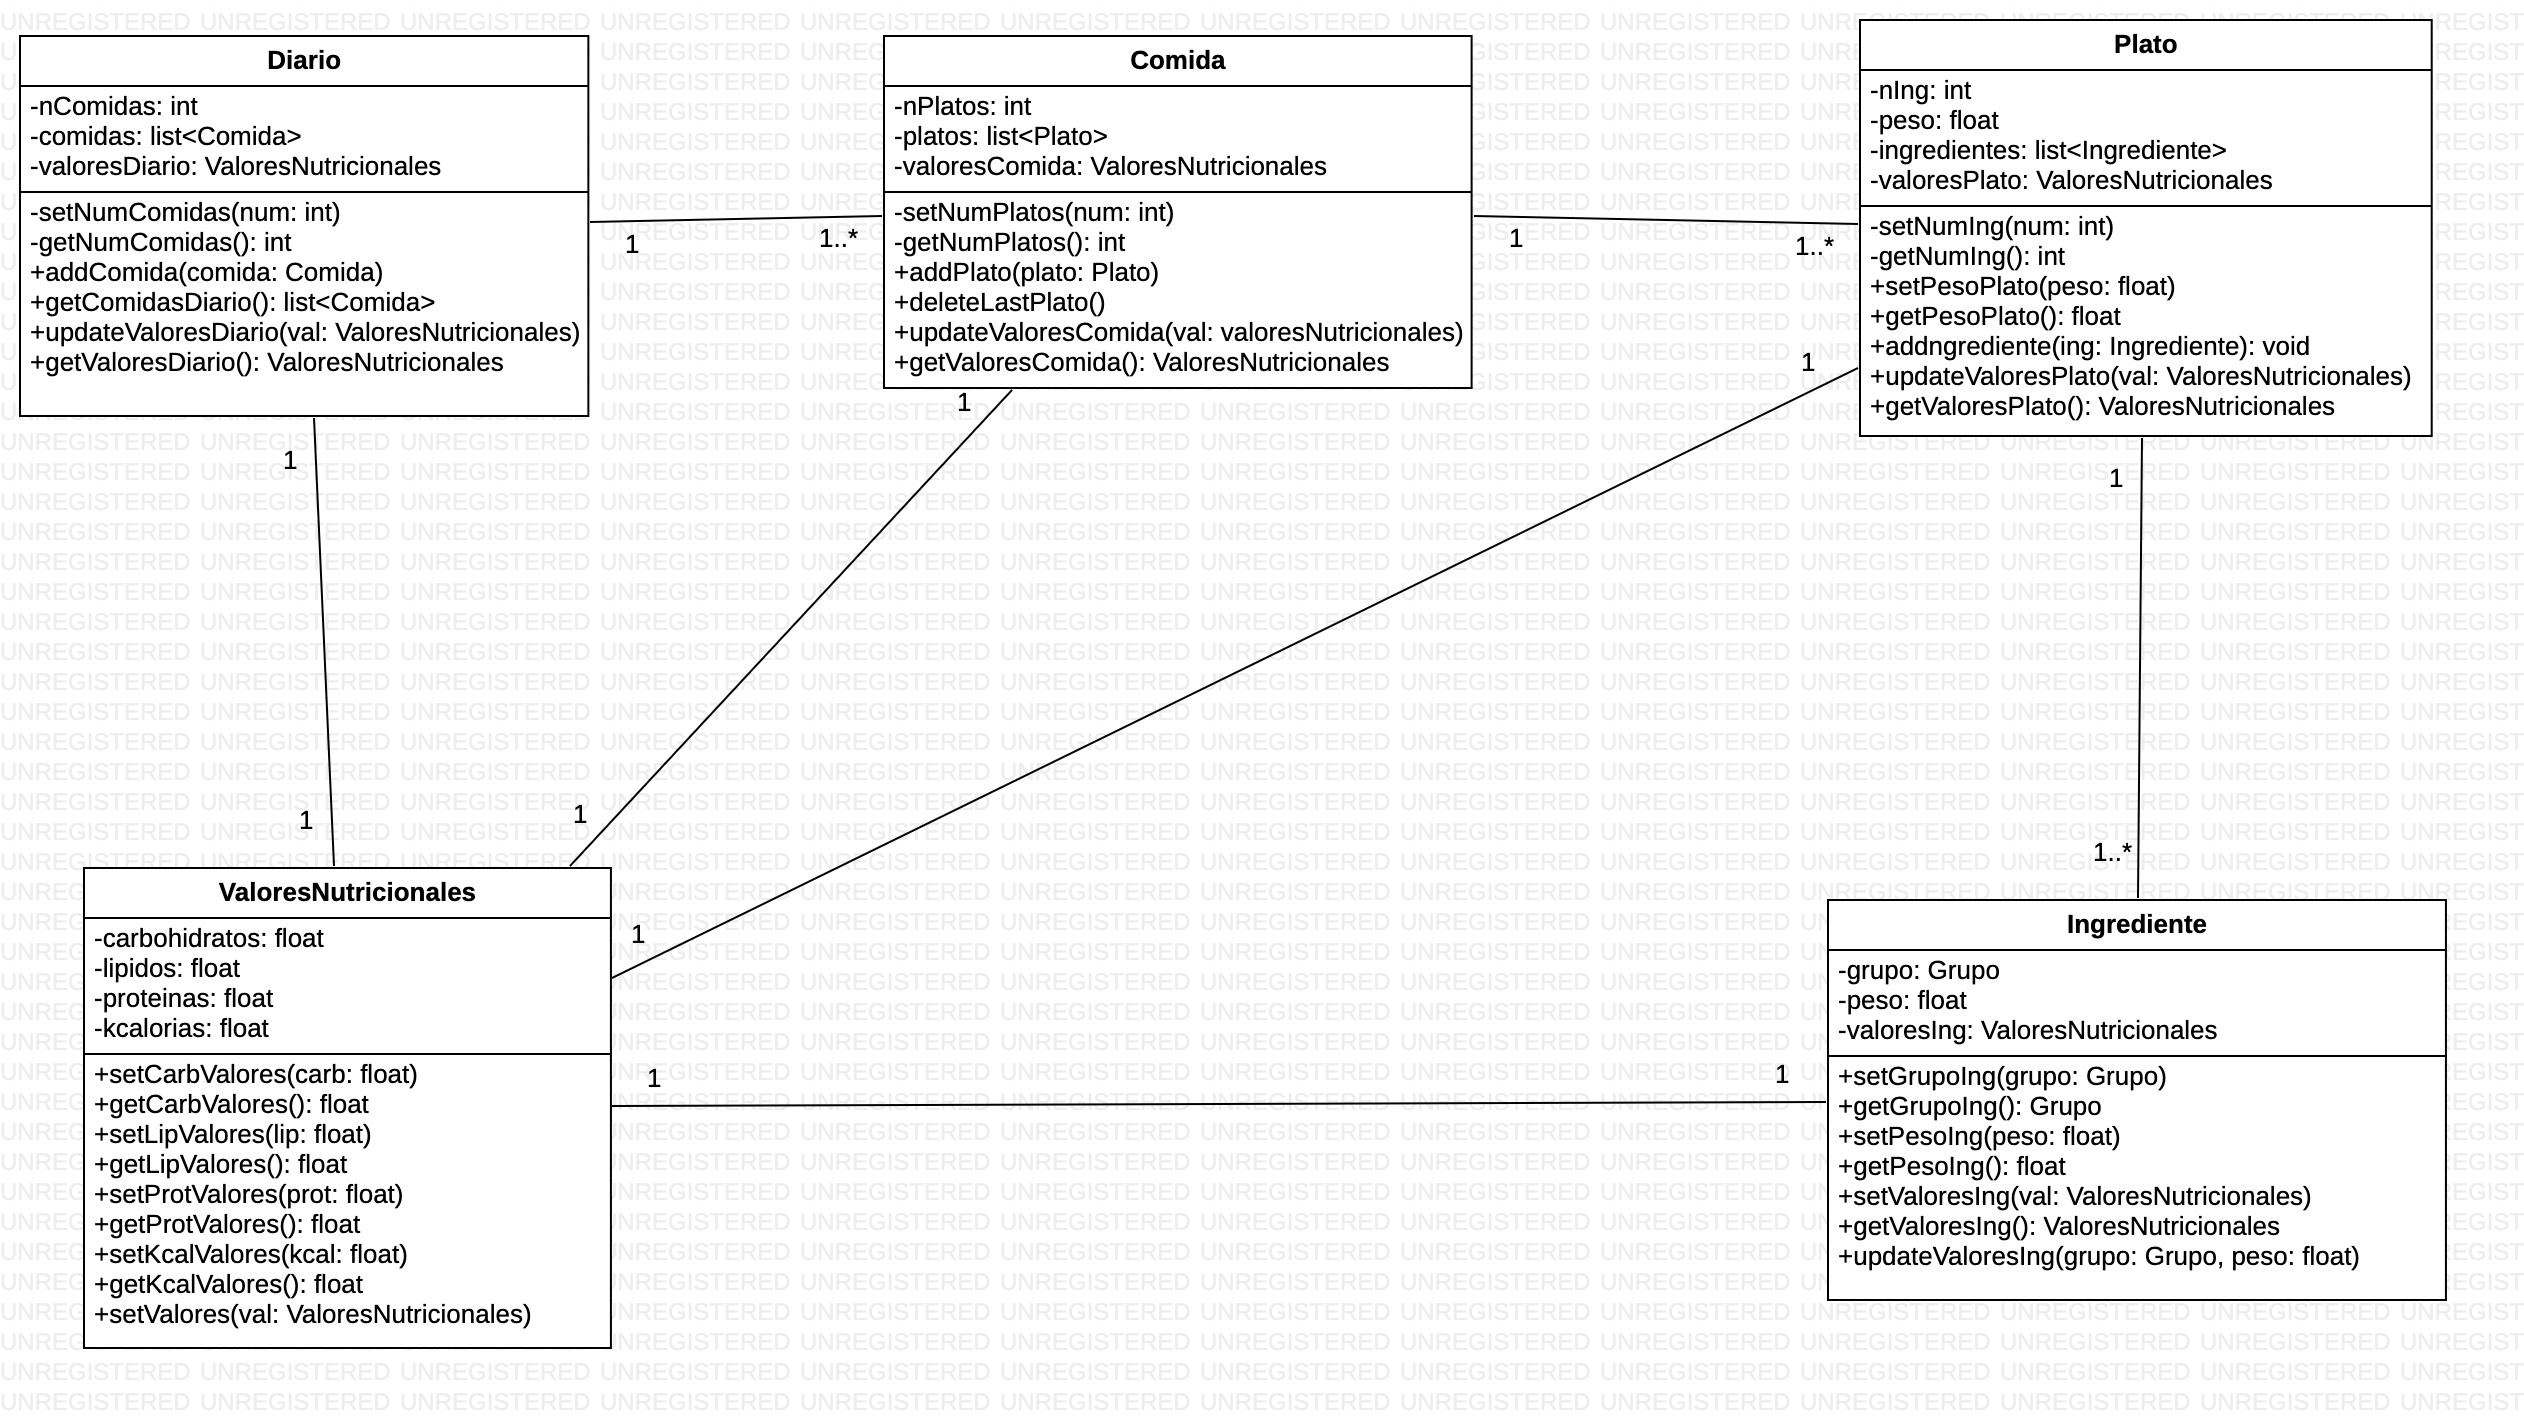 Diario
-nComidas: int
-comidas: list<Comida>
-valoresDiario: ValoresNutricionales
-setNumComidas(num: int)
-getNumComidas(): int
+addComida(comida: Comida)
+getComidasDiario(): list<Comida>
+updateValoresDiario(val: ValoresNutricionales)
+getValoresDiario(): ValoresNutricionales
1
1..*
Comida
-nPlatos: int
-platos: list<Plato>
-valoresComida: ValoresNutricionales
-setNumPlatos(num: int)
-getNumPlatos(): int
+addPlato(plato: Plato)
+deleteLastPlato()
+updateValoresComida(val: valoresNutricionales)
+getValoresComida(): ValoresNutricionales
1
1..*
Plato
-nIng: int
-peso: float
-ingredientes: list<Ingrediente>
-valoresPlato: ValoresNutricionales
-setNumIng(num: int)
-getNumIng(): int
+setPesoPlato(peso: float)
+getPesoPlato(): float
+addngrediente(ing: Ingrediente): void
+updateValoresPlato(val: ValoresNutricionales)
+getValoresPlato(): ValoresNutricionales
1
1
1
1
1
1
1
1..*
ValoresNutricionales
-carbohidratos: float
-lipidos: float
-proteinas: float
-kcalorias: float
+setCarbValores(carb: float)
+getCarbValores(): float
+setLipValores(lip: float)
+getLipValores(): float
+setProtValores(prot: float)
+getProtValores(): float
+setKcalValores(kcal: float)
+getKcalValores(): float
+setValores(val: ValoresNutricionales)
1
1
Ingrediente
-grupo: Grupo
-peso: float
-valoresIng: ValoresNutricionales
+setGrupoIng(grupo: Grupo)
+getGrupoIng(): Grupo
+setPesoIng(peso: float)
+getPesoIng(): float
+setValoresIng(val: ValoresNutricionales)
+getValoresIng(): ValoresNutricionales
+updateValoresIng(grupo: Grupo, peso: float)
UNREGISTERED